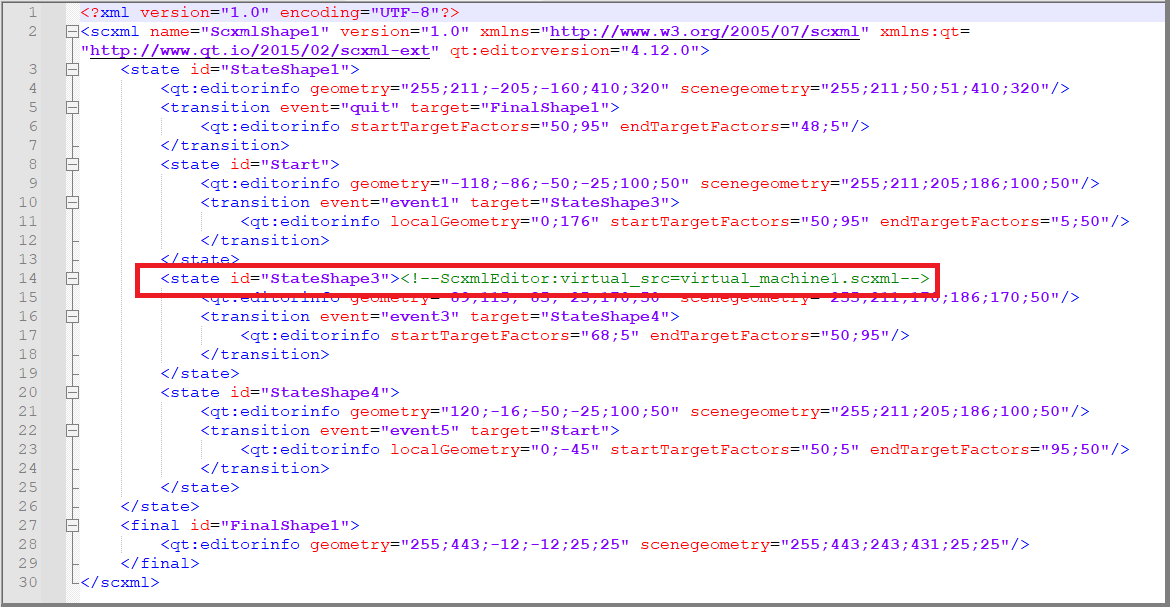 1 <?xml version="1.0" encoding="UTF-8"?>
2 <scxml name="ScxmlShape1" version="1.0" xmlns="http://www.w3.org/2005/07/scxml" xmlns:qt=
"http://www.qt.io/2015/02/scxml-ext" qt:editorversion="4.12.0">
3 <state id="StateShape1">
4 <qt:editorinfo geometry="255;211;-205;-160;410;320" scenegeometry="255;211;50;51;410;320"/>
5 <transition event="quit" target="FinalShape1">
6 <qt:editorinfo startTargetFactors="50;95" endTargetFactors="48;5"/>
7 </transition>
8 <state id="Start">
9 <qt:editorinfo geometry="-118;-86;-50;-25;100;50" scenegeometry="255;211;205;186;100;50"/>
10 <transition event="event1" target="StateShape3">
11 <qt:editorinfo localGeometry="0;176" startTargetFactors="50;95" endTargetFactors="5;50"/>
12 </transition>
13 </state>
14 <state id="StateShape3"><!--ScxmlEditor:virtual_src=virtual_machine1.scxml-->
15 <qt:editorinfo geometry="-89;115;-85;-25;170;50" scenegeometry="255;211;170;186;170;50"/>
16 <transition event="event3" target="StateShape4">
17 <qt:editorinfo startTargetFactors="68;5" endTargetFactors="50;95"/>
18 </transition>
19 </state>
20 <state id="StateShape4">
21 <qt:editorinfo geometry="120;-16;-50;-25;100;50" scenegeometry="255;211;205;186;100;50"/>
22 <transition event="event5" target="Start">
23 <qt:editorinfo localGeometry="0;-45" startTargetFactors="50;5" endTargetFactors="95;50"/>
24 </transition>
25 </state>
26 </state>
27 <final id="FinalShape1">
28 <qt:editorinfo geometry="255;443;-12;-12;25;25" scenegeometry="255;443;243;431;25;25"/>
29 </final>
30 </scxml>